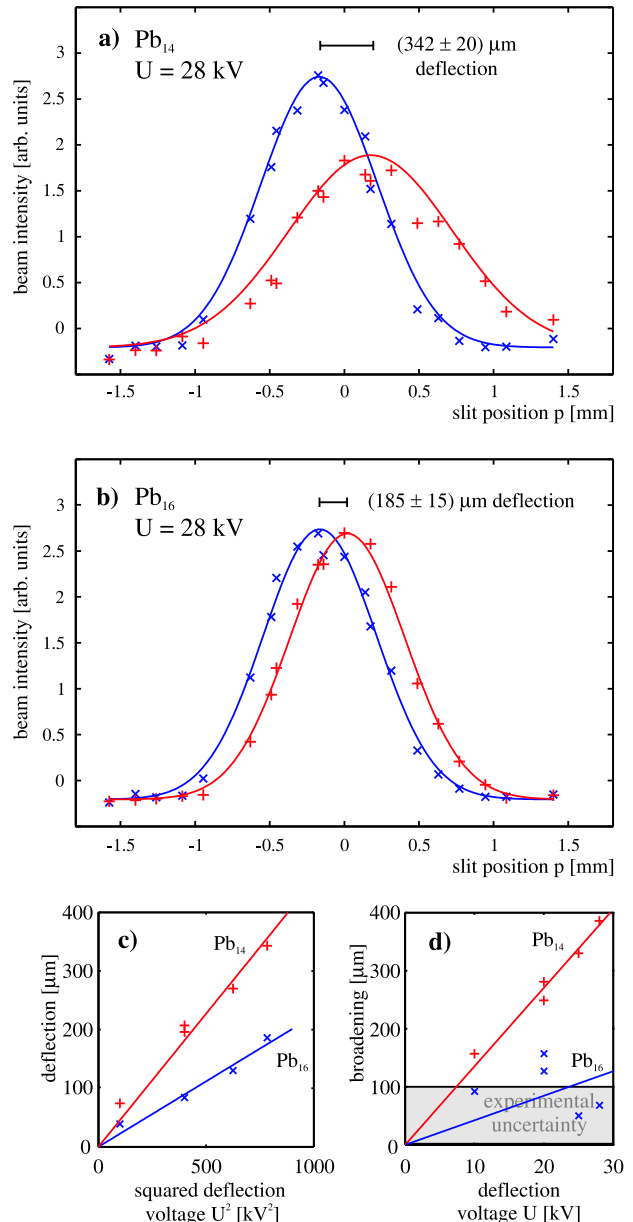 a) Pb₁₄
U = 28 kV
(342 ± 20) μm
deflection
beam intensity [arb. units]
3
2.5
2
1.5
1
0.5
0
-1.5 -1 -0.5 0 0.5 1 1.5
slit position p [mm]
b) Pb₁₆
U = 28 kV
(185 ± 15) μm deflection
beam intensity [arb. units]
3
2.5
2
1.5
1
0.5
0
-1.5 -1 -0.5 0 0.5 1 1.5
slit position p [mm]
c)
Pb₁₄
Pb₁₆
deflection [μm]
400
300
200
100
0
0 500 1000
squared deflection
voltage U² [kV²]
d)
Pb₁₄
Pb₁₆
experimental
uncertainty
broadening [μm]
400
300
200
100
0
0 10 20 30
deflection
voltage U [kV]